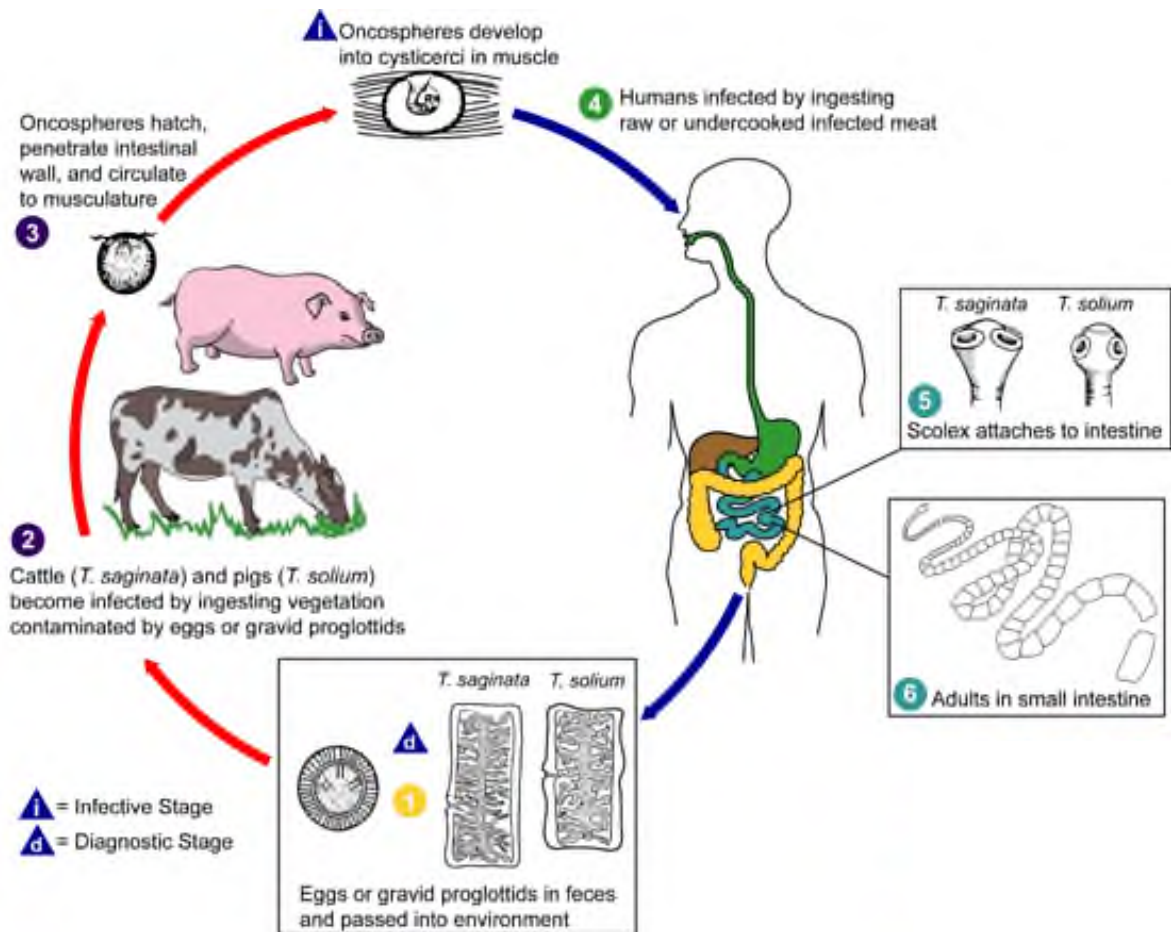 i
Oncospheres develop
into cysticerci in muscle
4
Humans infected by ingesting
raw or undercooked infected meat
Oncospheres hatch,
penetrate intestinal
wall, and circulate
to musculature
3
T. saginata T. solium
5
Scolex attaches to intestine
2
Cattle (T. saginata) and pigs (T. solium)
become infected by ingesting vegetation
contaminated by eggs or gravid proglottids
6 Adults in small intestine
T. saginata T. solium
d
1
Eggs or gravid proglottids in feces
and passed into environment
i = Infective Stage
d = Diagnostic Stage